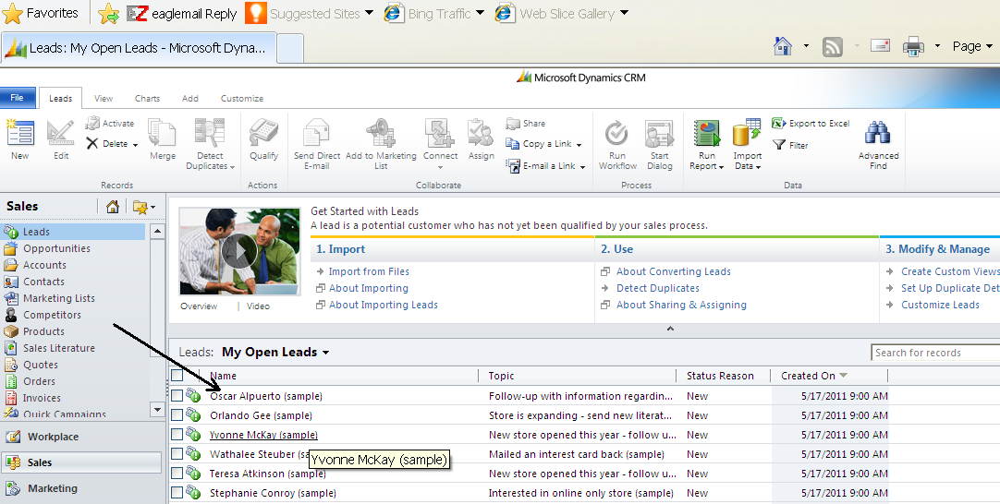 Favorites eaglemail Reply Suggested Sites Bing Traffic Web Slice Gallery
Leads: My Open Leads - Microsoft Dyna... Page
Microsoft Dynamics CRM
File Leads View Charts Add Customize
New
Edit
Activate
Delete
Merge
Detect
Duplicates
Records
Qualify
Actions
Send Direct
E-mail
Add to Marketing
List
Connect
Assign
Share
Copy a Link
E-mail a Link
Collaborate
Run
Workflow
Start
Dialog
Process
Run
Report
Import
Data
Export to Excel
Filter
Advanced
Find
Data
Sales
Leads
Opportunities
Accounts
Contacts
Marketing Lists
Competitors
Products
Sales Literature
Quotes
Orders
Invoices
Quick Campaigns
Workplace
Sales
Marketing
Get Started with Leads
A lead is a potential customer who has not yet been qualified by your sales process.
Overview | Video
1. Import
Import from Files
About Importing
About Importing Leads
2. Use
About Converting Leads
Detect Duplicates
About Sharing & Assigning
3. Modify & Manage
Create Custom Views
Set Up Duplicate Det
Customize Leads
Leads: My Open Leads Search for records
Name Topic Status Reason Created On
Oscar Alpuerto (sample) Follow-up with information regardin... New 5/17/2011 9:00 AM
Orlando Gee (sample) Store is expanding - send new literat... New 5/17/2011 9:00 AM
Yvonne McKay (sample) New store opened this year - follow u... New 5/17/2011 9:00 AM
Wathalee Steuber (sa Mailed an interest card back (sample) New 5/17/2011 9:00 AM
Yvonne McKay (sample)
Teresa Atkinson (sample) New store opened this year - follow u... New 5/17/2011 9:00 AM
Stephanie Conroy (sample) Interested in online only store (sample) New 5/17/2011 9:00 AM